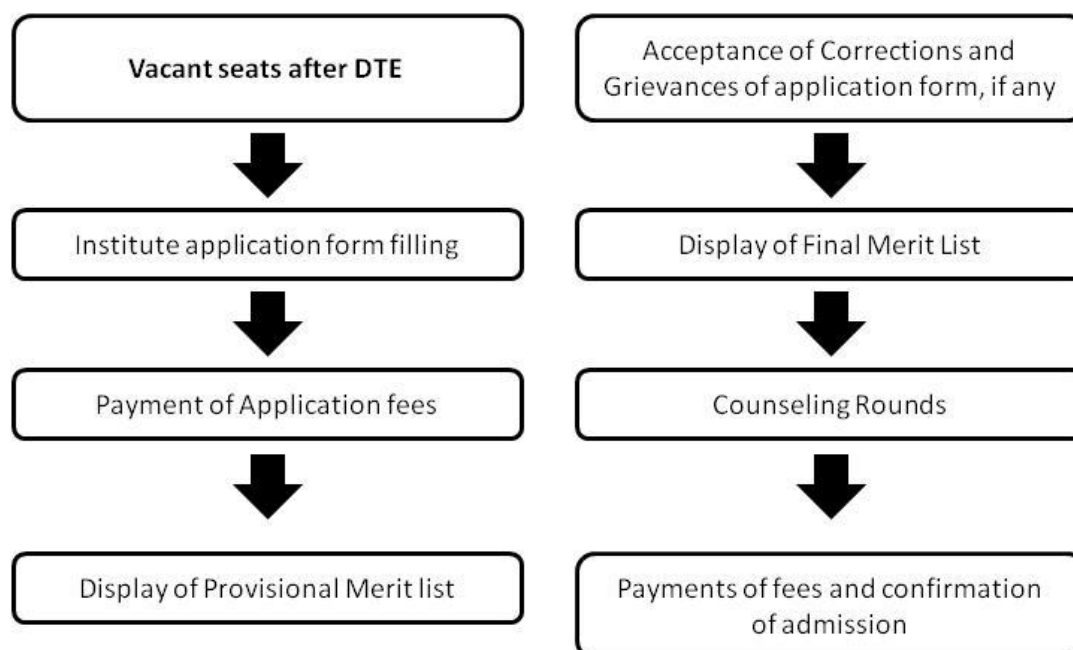 Vacant seats after DTE
Institute application form filling
Payment of Application fees
Display of Provisional Merit list
Acceptance of Corrections and
Grievances of application form, if any
Display of Final Merit List
Counseling Rounds
Payments of fees and confirmation
of admission